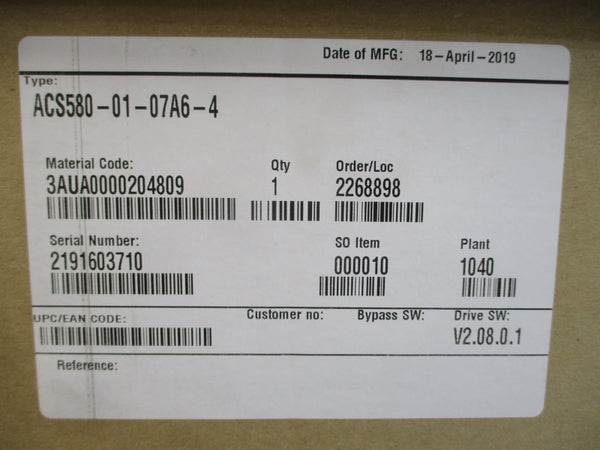 Date of MFG: 18-April-2019
Type:
ACS580-01-07A6-4
Material Code: Qty Order/Loc
3AUA0000204809 1 2268898
Serial Number: SO Item Plant
2191603710 000010 1040
UPC/EAN CODE: Customer no: Bypass SW: Drive SW:
V2.08.0.1
Reference: